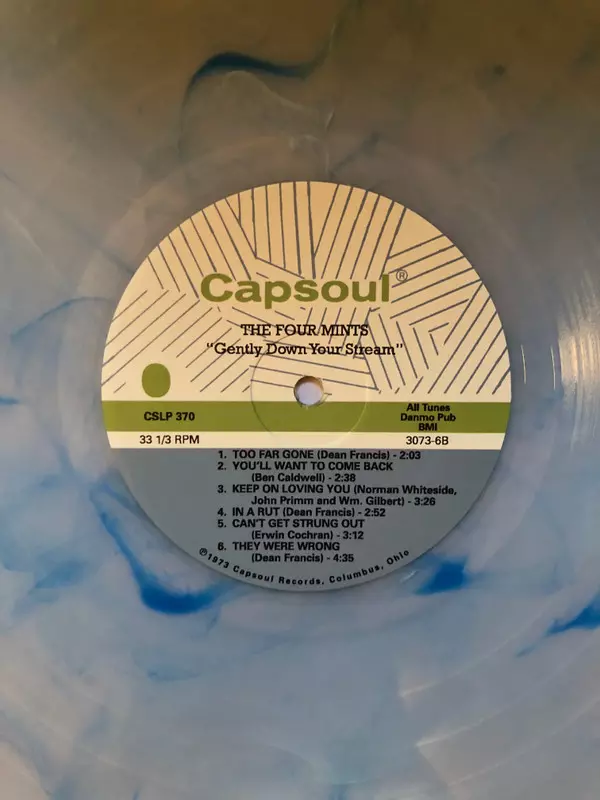 Capsoul®
THE FOUR MINTS
"Gently Down Your Stream"
CSLP 370
All Tunes
Danmo Pub
BMI
33 1/3 RPM
3073-6B
1. TOO FAR GONE (Dean Francis) - 2:03
2. YOU'LL WANT TO COME BACK
(Ben Caldwell) - 2:38
3. KEEP ON LOVING YOU (Norman Whiteside,
John Primm and Wm. Gilbert) - 3:26
4. IN A RUT (Dean Francis) - 2:52
5. CAN'T GET STRUNG OUT
(Erwin Cochran) - 3:12
6. THEY WERE WRONG
(Dean Francis) - 4:35
℗1973 Capsoul Records, Columbus, Ohio